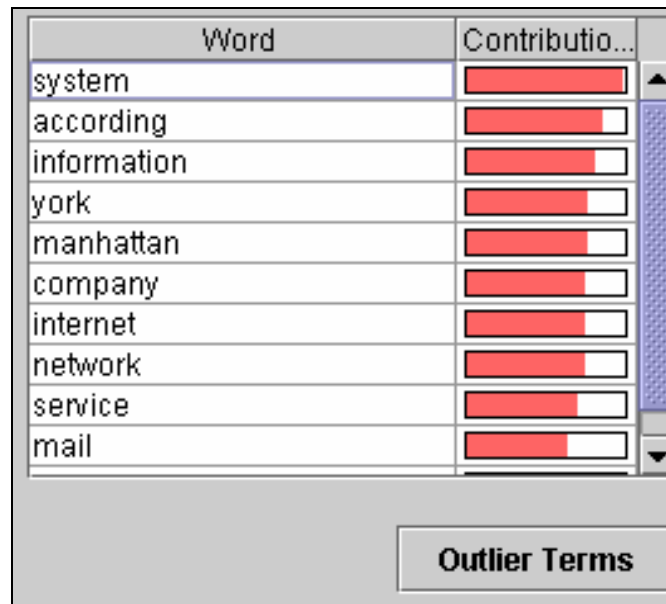 Word Contributio...
system
according
information
york
manhattan
company
internet
network
service
mail
Outlier Terms